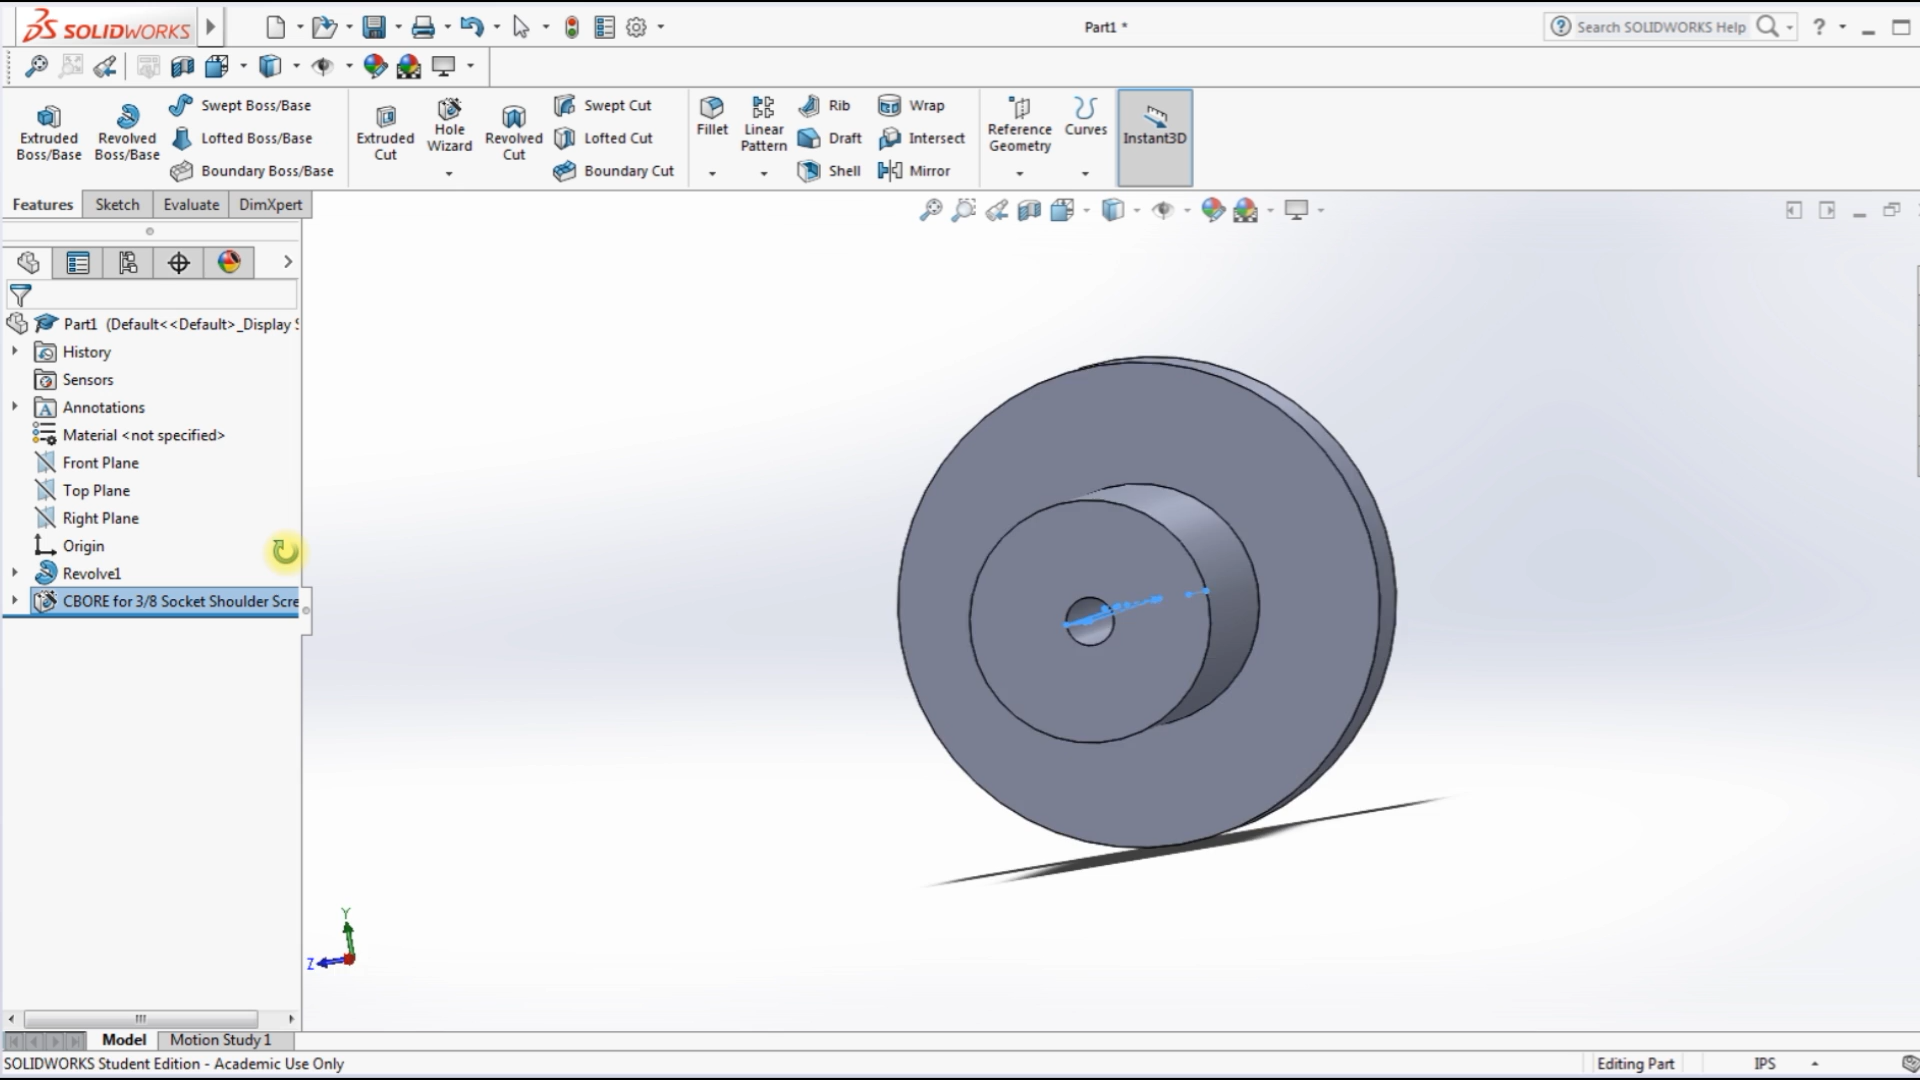 SOLIDWORKS
Part1 *
Search SOLIDWORKS Help
?
Extruded Boss/Base
Revolved Boss/Base
Swept Boss/Base
Lofted Boss/Base
Boundary Boss/Base
Extruded Cut
Hole Wizard
Revolved Cut
Swept Cut
Lofted Cut
Boundary Cut
Fillet
Linear Pattern
Rib
Draft
Shell
Wrap
Intersect
Mirror
Reference Geometry
Curves
Instant3D
Features
Sketch
Evaluate
DimXpert
Part1 (Default<<Default>_Display S
History
Sensors
Annotations
Material <not specified>
Front Plane
Top Plane
Right Plane
Origin
Revolve1
CBORE for 3/8 Socket Shoulder Scre
Y
Z
Model
Motion Study 1
SOLIDWORKS Student Edition - Academic Use Only
Editing Part
IPS